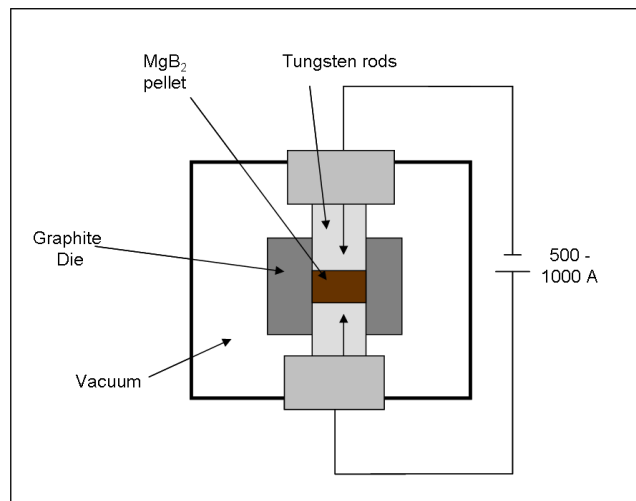 MgB₂
pellet
Tungsten rods
Graphite
Die
500 -
1000 A
Vacuum